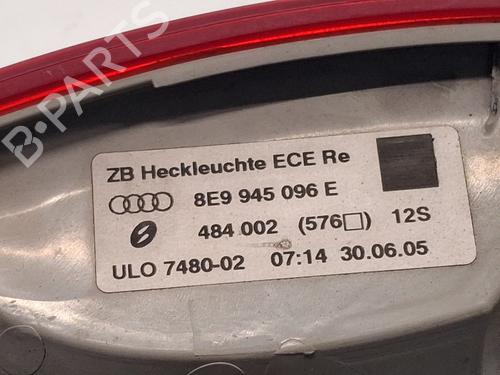 ZB Heckleuchte ECE Re
8E9 945 096 E
484 002 (576□) 12S
ULO 7480-02 07:14 30.06.05
B-Parts